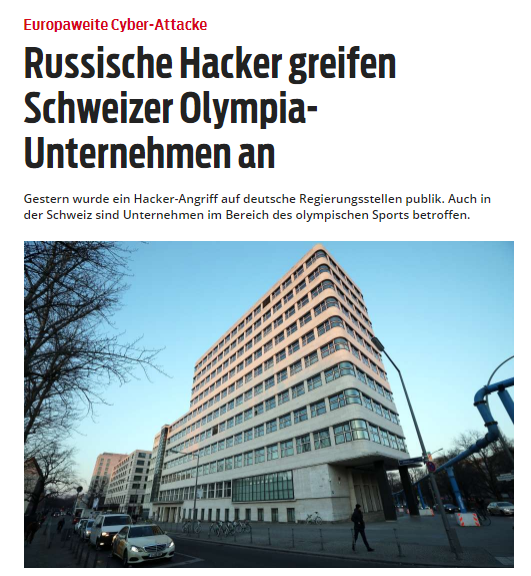 Europaweite Cyber-Attacke
Russische Hacker greifen
Schweizer Olympia-
Unternehmen an
Gestern wurde ein Hacker-Angriff auf deutsche Regierungsstellen publik. Auch in
der Schweiz sind Unternehmen im Bereich des olympischen Sports betroffen.